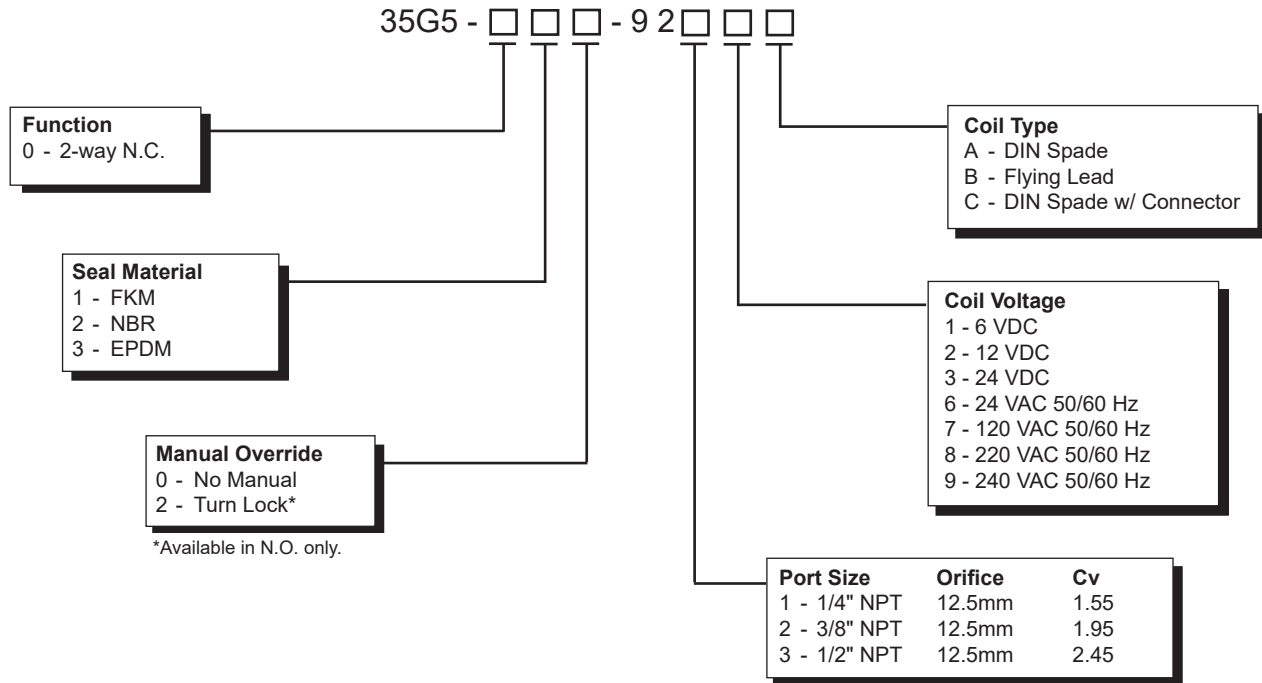 35G5 - □ □ □ - 9 2 □ □ □
Function
0 - 2-way N.C.
Seal Material
1 - FKM
2 - NBR
3 - EPDM
Manual Override
0 - No Manual
2 - Turn Lock*
*Available in N.O. only.
Coil Type
A - DIN Spade
B - Flying Lead
C - DIN Spade w/ Connector
Coil Voltage
1 - 6 VDC
2 - 12 VDC
3 - 24 VDC
6 - 24 VAC 50/60 Hz
7 - 120 VAC 50/60 Hz
8 - 220 VAC 50/60 Hz
9 - 240 VAC 50/60 Hz
Port Size Orifice Cv
1 - 1/4" NPT 12.5mm 1.55
2 - 3/8" NPT 12.5mm 1.95
3 - 1/2" NPT 12.5mm 2.45